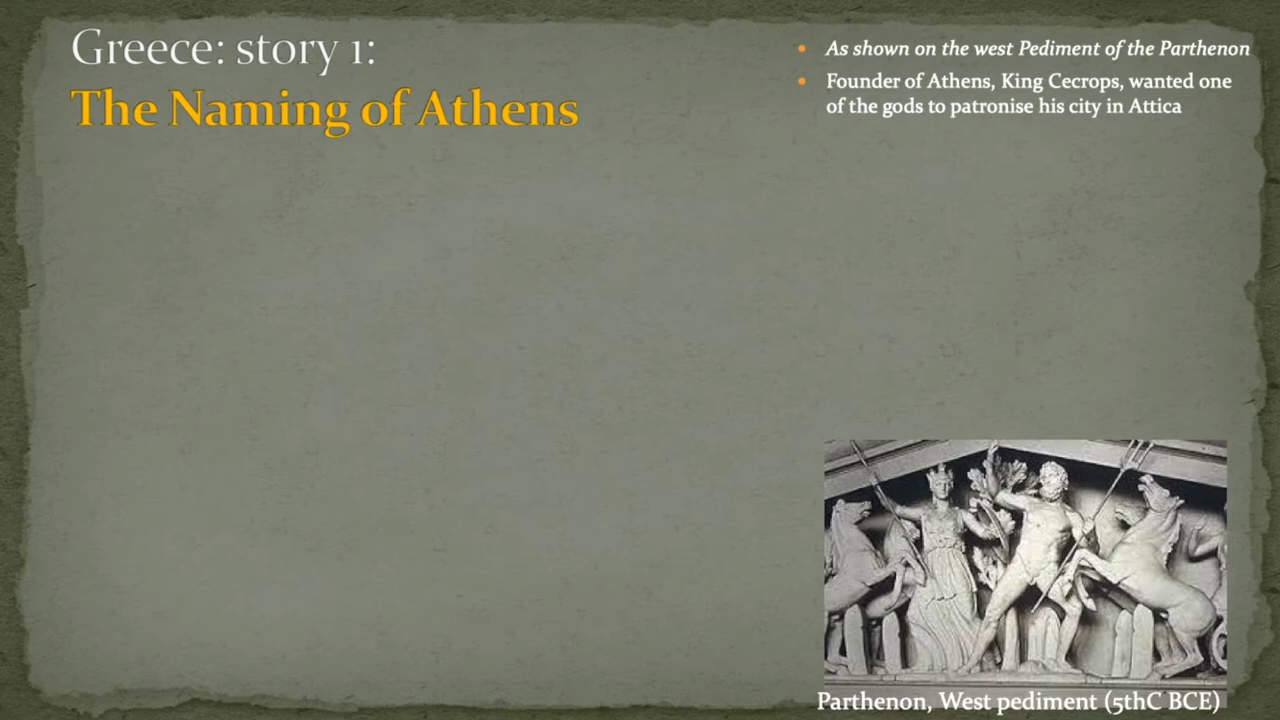 Greece: story 1:
The Naming of Athens
• As shown on the west Pediment of the Parthenon
• Founder of Athens, King Cecrops, wanted one
of the gods to patronise his city in Attica
Parthenon, West pediment (5thC BCE)